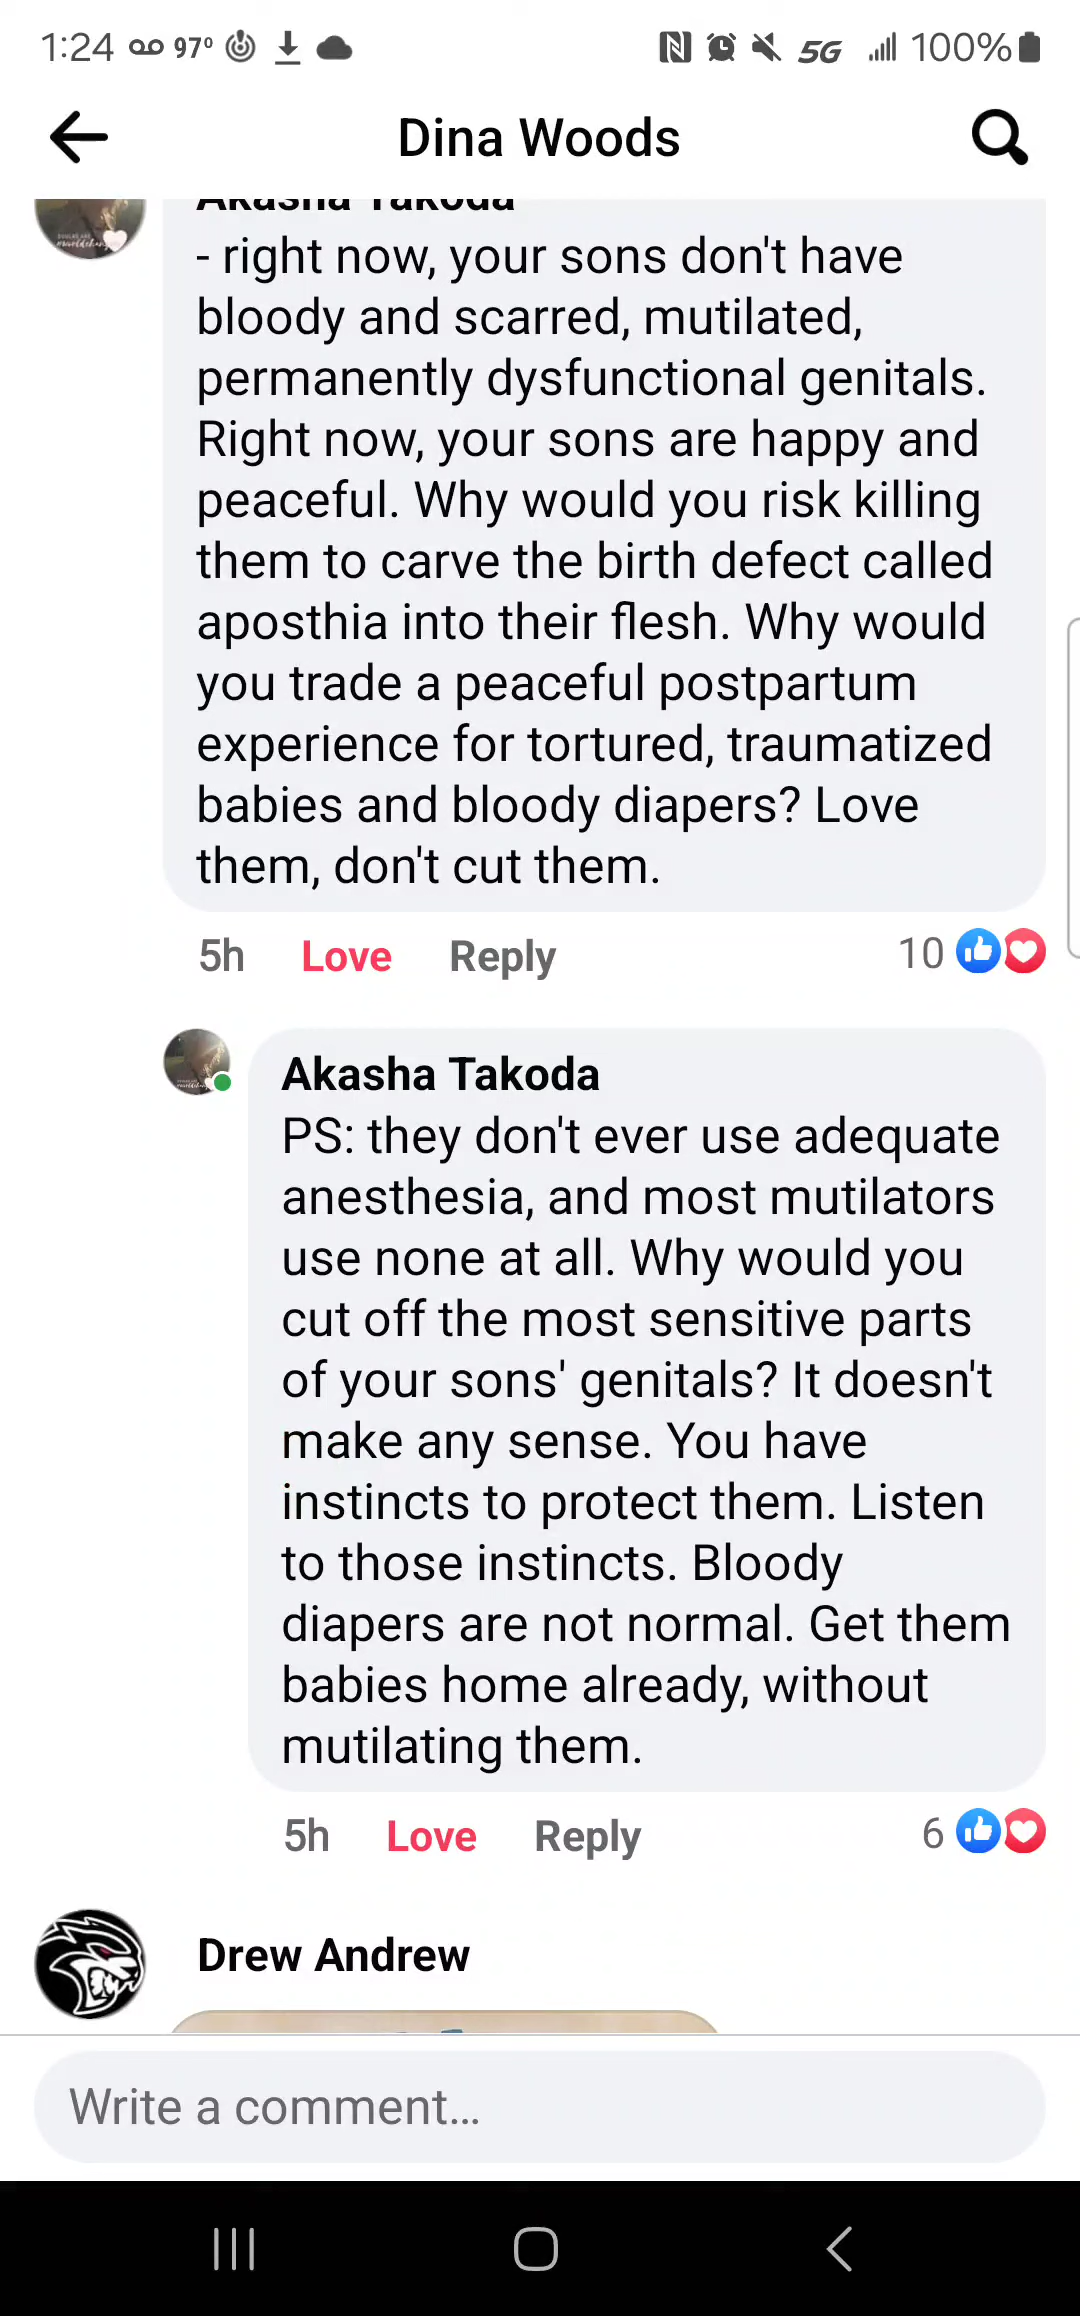 1:24 97° 5G 100%
Dina Woods
Akasha Takoda
- right now, your sons don't have
bloody and scarred, mutilated,
permanently dysfunctional genitals.
Right now, your sons are happy and
peaceful. Why would you risk killing
them to carve the birth defect called
aposthia into their flesh. Why would
you trade a peaceful postpartum
experience for tortured, traumatized
babies and bloody diapers? Love
them, don't cut them.
5h Love Reply 10
Akasha Takoda
PS: they don't ever use adequate
anesthesia, and most mutilators
use none at all. Why would you
cut off the most sensitive parts
of your sons' genitals? It doesn't
make any sense. You have
instincts to protect them. Listen
to those instincts. Bloody
diapers are not normal. Get them
babies home already, without
mutilating them.
5h Love Reply 6
Drew Andrew
Write a comment...